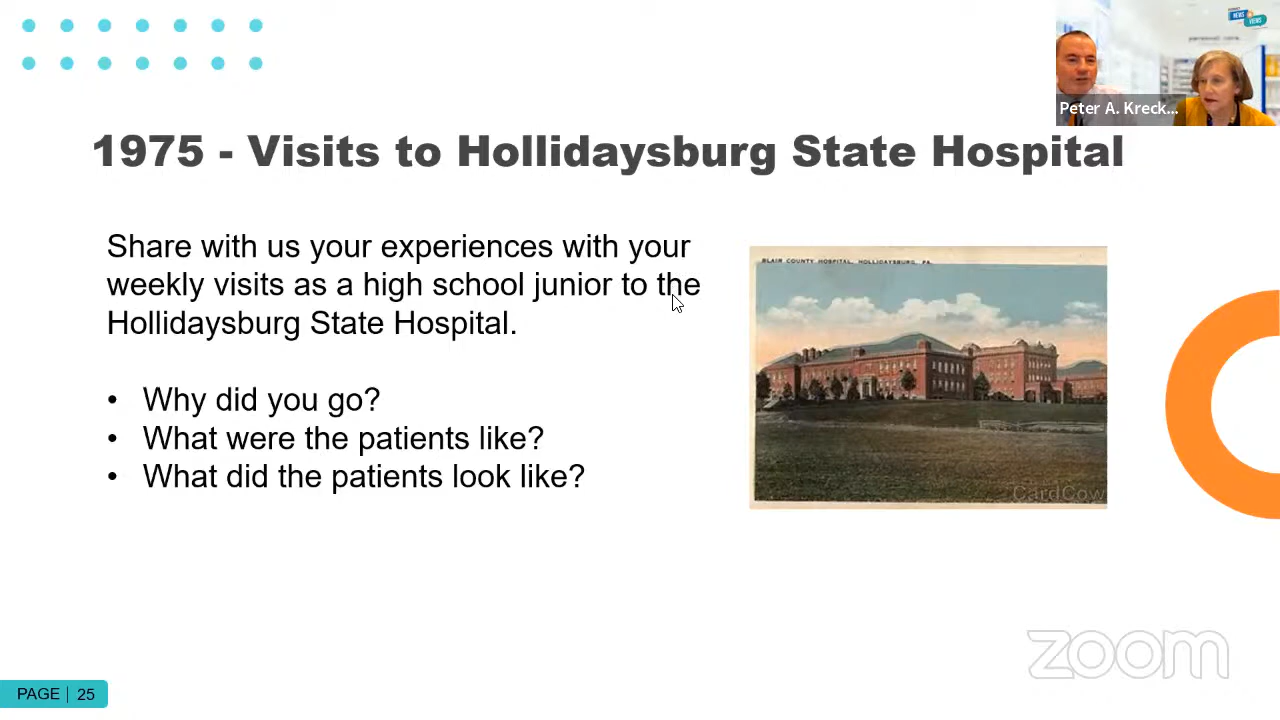 NEWS
VIEWS
Peter A. Kreck...
1975 - Visits to Hollidaysburg State Hospital
Share with us your experiences with your
weekly visits as a high school junior to the
Hollidaysburg State Hospital.
• Why did you go?
• What were the patients like?
• What did the patients look like?
BLAIR COUNTY HOSPITAL, HOLLIDAYSBURG, PA.
CardCow
zoom
PAGE | 25